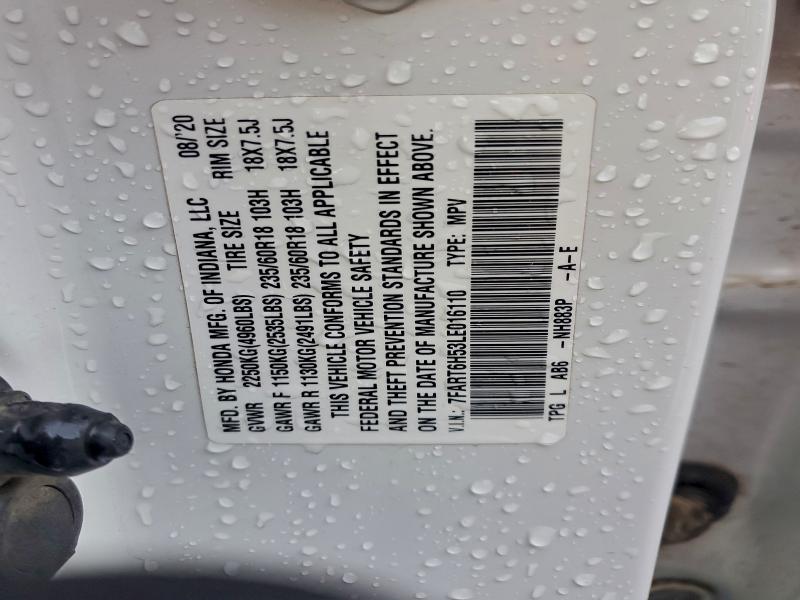 MFD. BY HONDA MFG. OF INDIANA, LLC 08/'20
GVWR 2250KG(4960LBS) TIRE SIZE RIM SIZE
GAWR F 1150KG(2535LBS) 235/60R18 103H 18X7.5J
GAWR R 1130KG(2491LBS) 235/60R18 103H 18X7.5J
THIS VEHICLE CONFORMS TO ALL APPLICABLE
FEDERAL MOTOR VEHICLE SAFETY
AND THEFT PREVENTION STANDARDS IN EFFECT
ON THE DATE OF MANUFACTURE SHOWN ABOVE.
V.I.N.: 7FART6H53LE016110 TYPE: MPV
TPG L A86 -NH883P -A-E